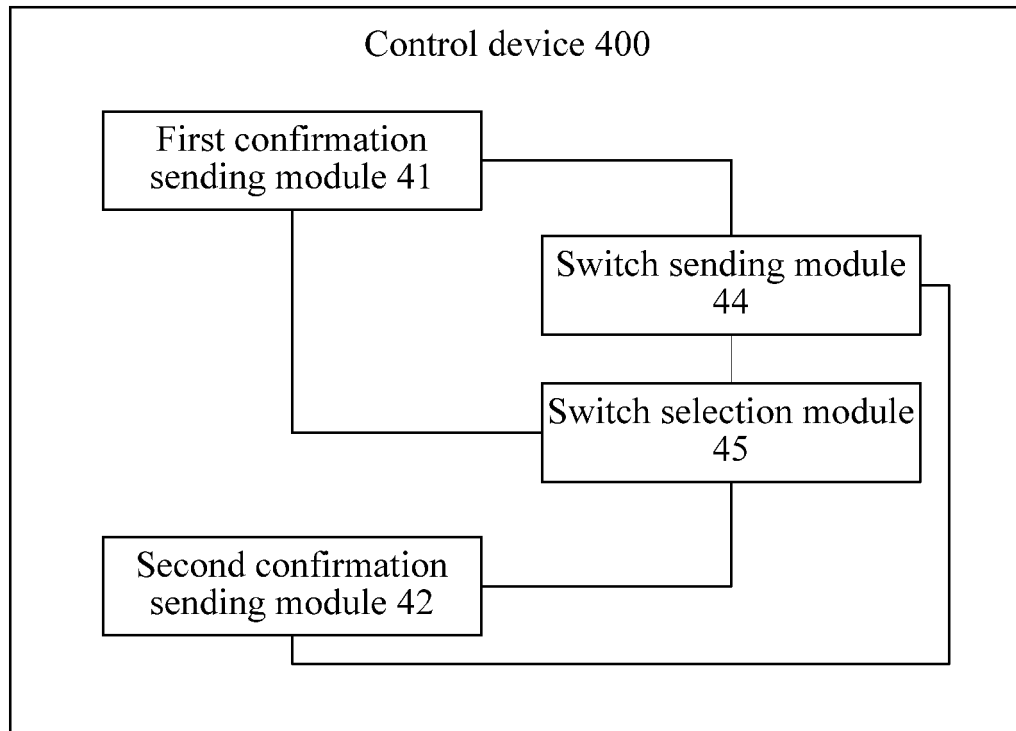 Control device 400
First confirmation
sending module 41
Switch sending module
44
Switch selection module
45
Second confirmation
sending module 42